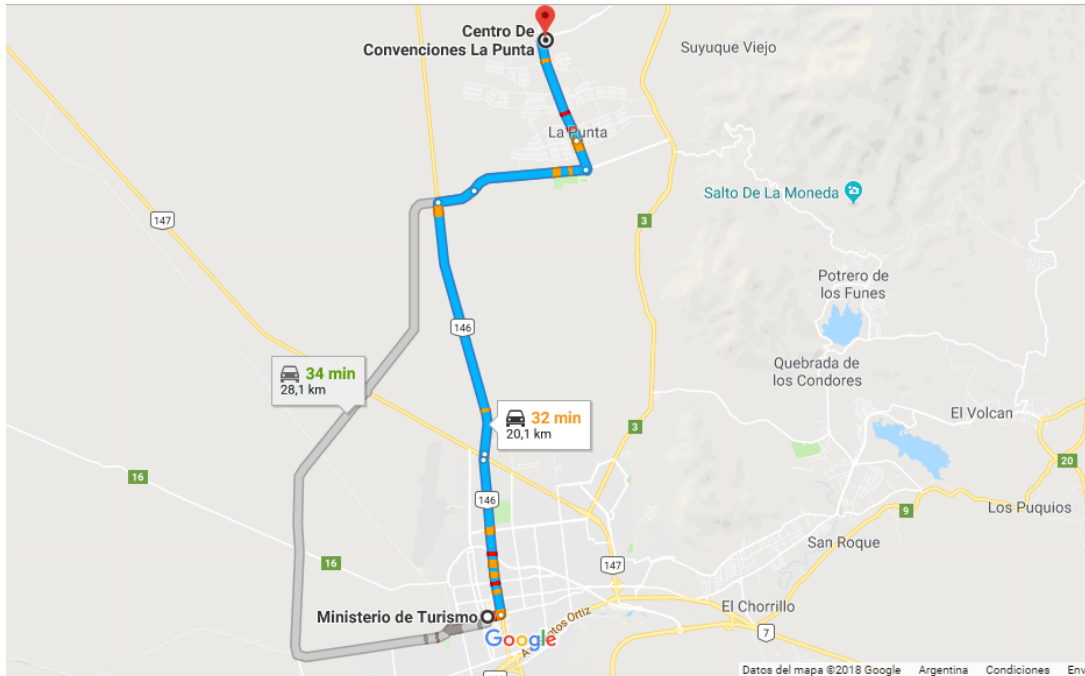 Centro De
Convenciones La Punta
Suyuque Viejo
La Punta
Salto De La Moneda
147
3
Potrero de
los Funes
146
Quebrada de
los Condores
34 min
28,1 km
32 min
20,1 km
El Volcan
3
20
16
146
9
Los Puquios
San Roque
16
147
El Chorrillo
Ministerio de Turismo
Google
7
Datos del mapa ©2018 Google Argentina Condiciones Env